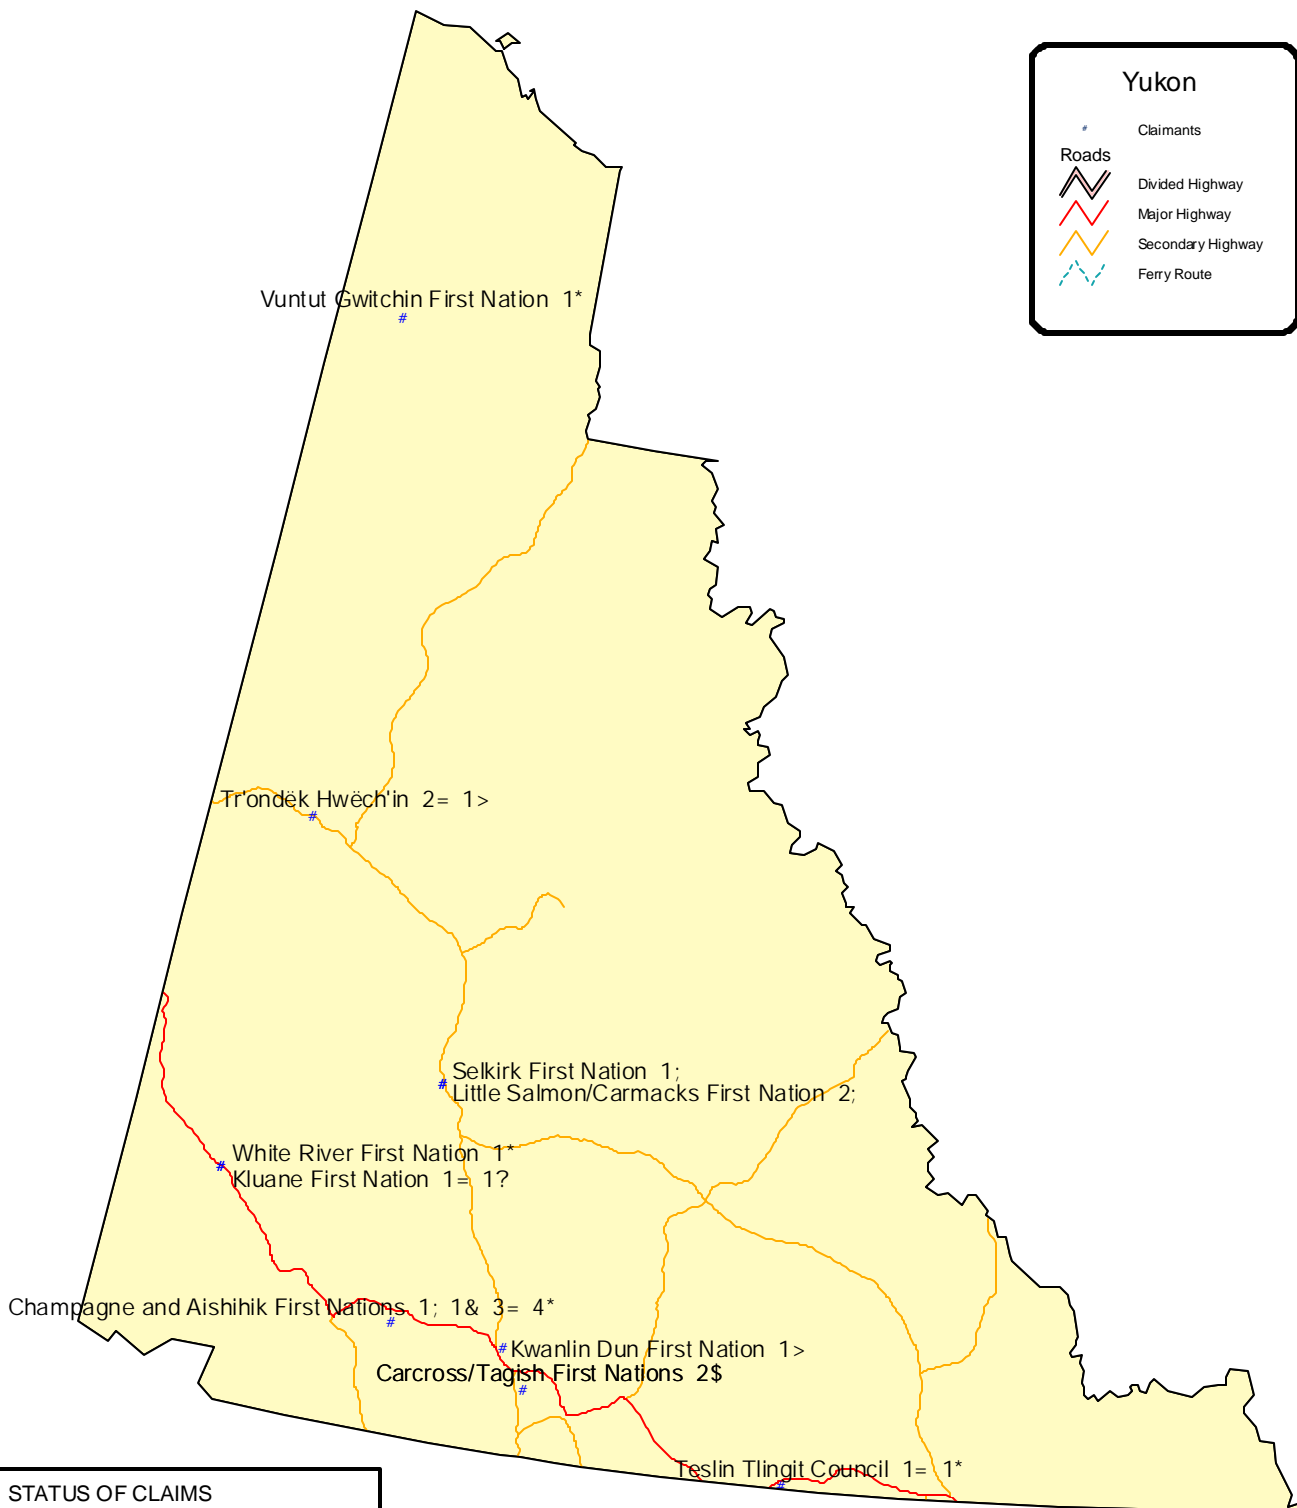 Yukon
# Claimants
Roads
Divided Highway
Major Highway
Secondary Highway
Ferry Route
Vuntut Gwitchin First Nation 1*
#
Tr'ondëk Hwëch'in 2= 1>
#
Selkirk First Nation 1;
# Little Salmon/Carmacks First Nation 2;
White River First Nation 1*
# Kluane First Nation 1= 1?
Champagne and Aishihik First Nations 1; 1& 3= 4*
#
# Kwanlin Dun First Nation 1>
Carcross/Tagish First Nations 2$
#
Teslin Tlingit Council 1= 1*
#
STATUS OF CLAIMS